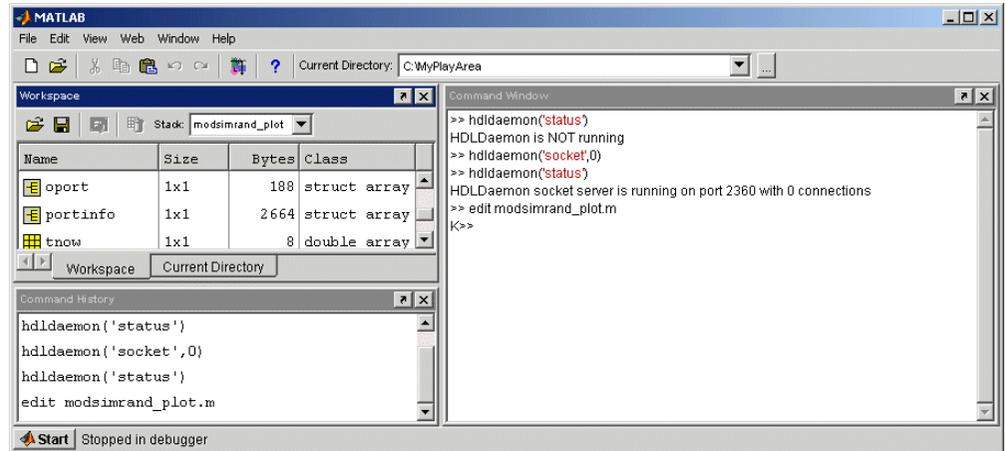 MATLAB
File Edit View Web Window Help
Current Directory: C:\MyPlayArea
...
Workspace
Stack: modsimrand_plot
Name Size Bytes Class
oport 1x1 188 struct array
portinfo 1x1 2664 struct array
tnow 1x1 8 double array
Workspace Current Directory
Command History
hdldaemon('status')
hdldaemon('socket',0)
hdldaemon('status')
edit modsimrand_plot.m
Command Window
>> hdldaemon('status')
HDLDaemon is NOT running
>> hdldaemon('socket',0)
>> hdldaemon('status')
HDLDaemon socket server is running on port 2360 with 0 connections
>> edit modsimrand_plot.m
K>>
Start Stopped in debugger